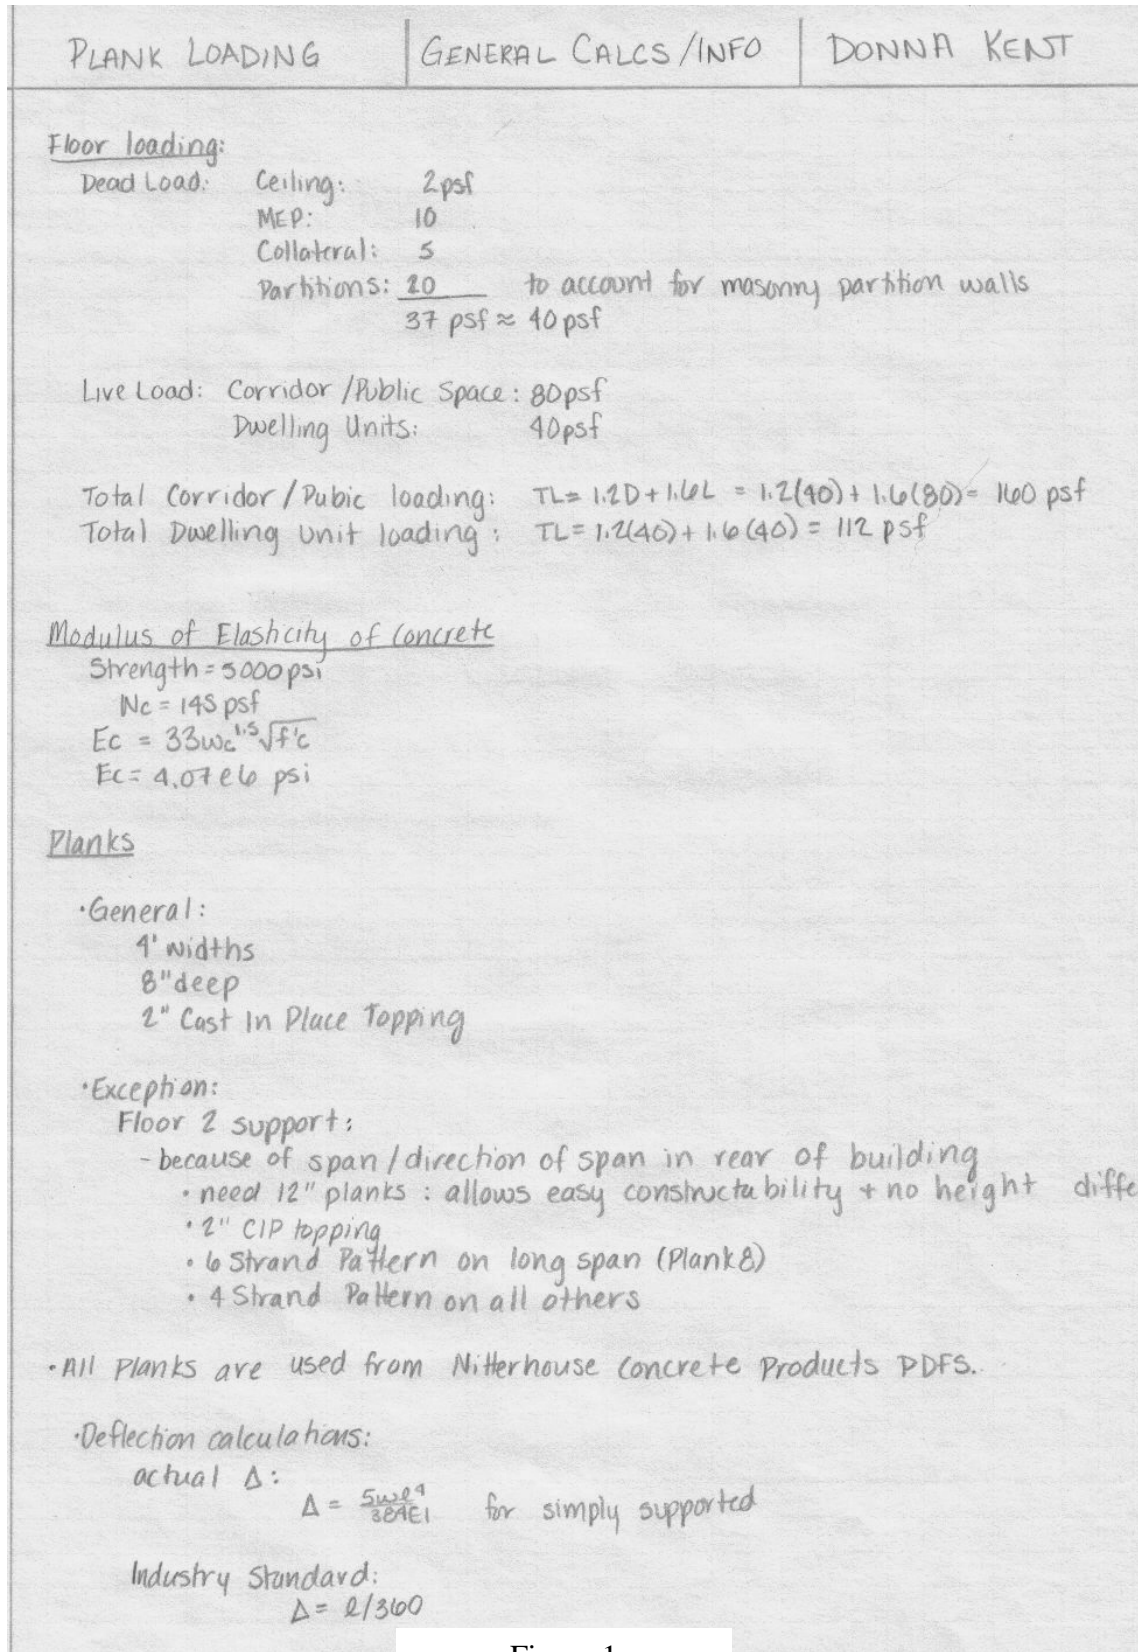 PLANK LOADING | GENERAL CALCS/INFO | DONNA KENT
Floor loading:
Dead Load: Ceiling: 2psf
MEP: 10
Collateral: 5
Partitions: 20 to account for masonry partition walls
37 psf ≈ 40psf
Live Load: Corridor/Public Space: 80psf
Dwelling Units: 40psf
Total Corridor/Pubic loading: TL= 1.2D+1.6L = 1.2(40)+1.6(80)= 160 psf
Total Dwelling Unit loading: TL= 1.2(40)+1.6(40) = 112 psf
Modulus of Elasticity of Concrete
Strength = 5000psi
Wc = 145 psf
Ec = 33wc^1.5√f'c
Ec = 4.07e6 psi
Planks
•General:
4' widths
8" deep
2" Cast In Place Topping
•Exception:
Floor 2 support:
- because of span/direction of span in rear of building
• need 12" planks: allows easy constructability + no height diffe
• 2" CIP topping
• 6 Strand Pattern on long span (Plank 8)
• 4 Strand Pattern on all others
•All Planks are used from Nitterhouse Concrete Products PDFS.
•Deflection calculations:
actual Δ:
Δ = 5wl^4/384EI for simply supported
Industry Standard:
Δ = l/360